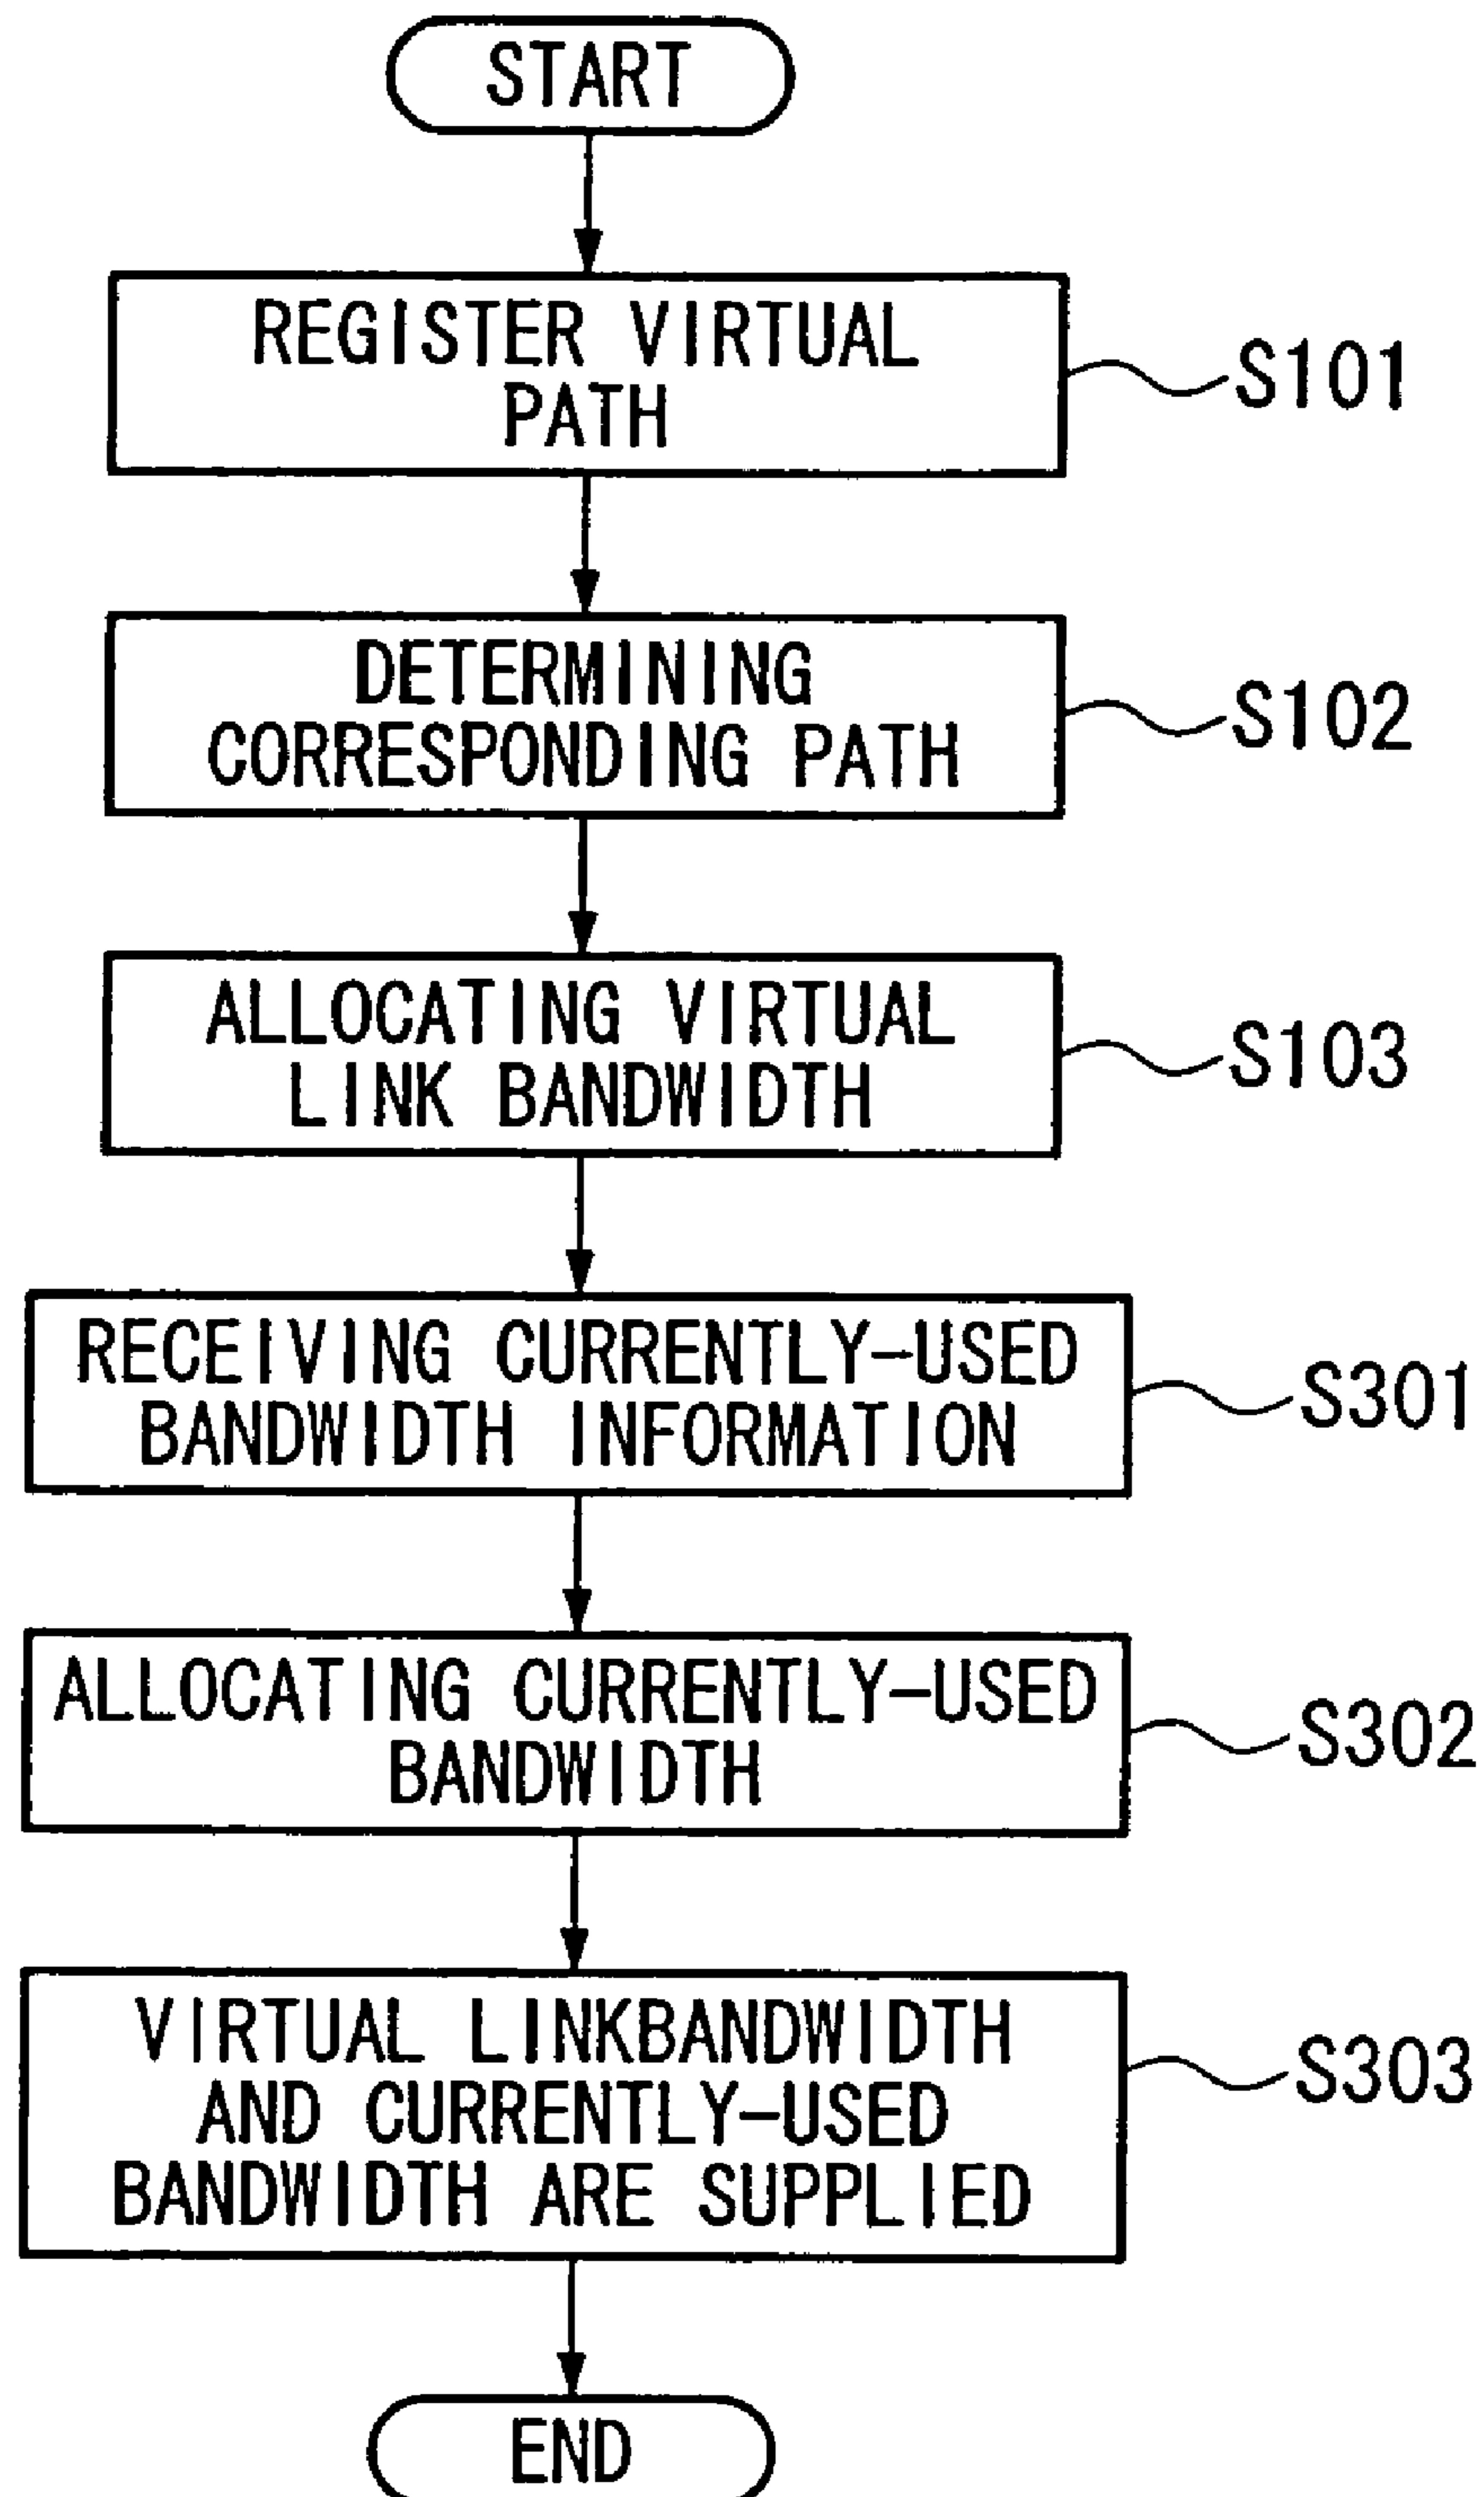 START
REGISTER VIRTUAL
PATH
S101
DETERMINING
CORRESPONDING PATH
S102
ALLOCATING VIRTUAL
LINK BANDWIDTH
S103
RECEIVING CURRENTLY-USED
BANDWIDTH INFORMATION
S301
ALLOCATING CURRENTLY-USED
BANDWIDTH
S302
VIRTUAL LINKBANDWIDTH
AND CURRENTLY-USED
BANDWIDTH ARE SUPPLIED
S303
END